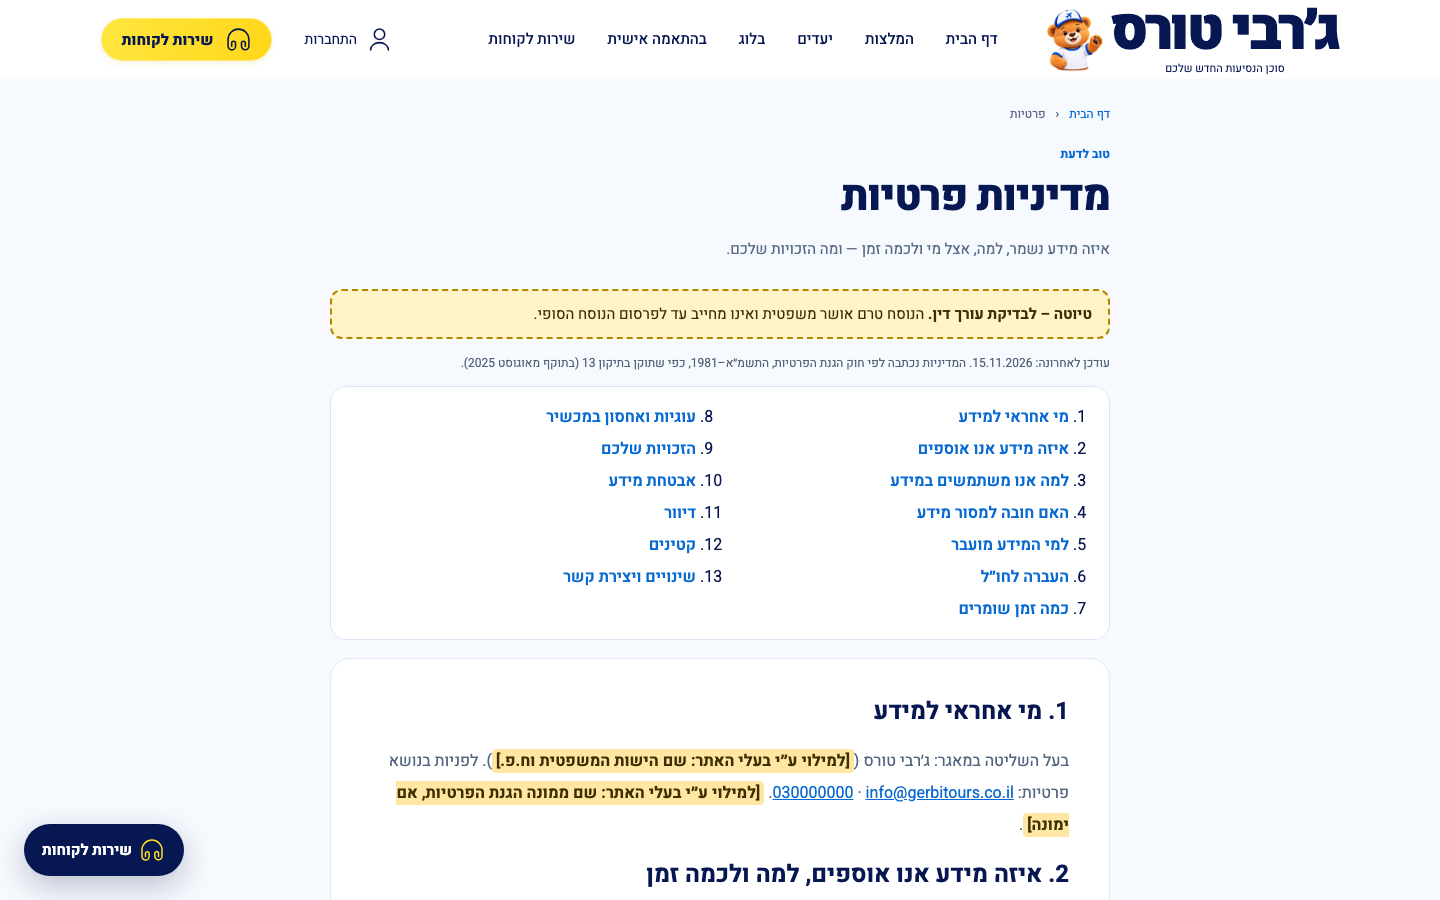 ג'רבי טורס
סוכן הנסיעות החדש שלכם
דף הבית
המלצות
יעדים
בלוג
בהתאמה אישית
שירות לקוחות
התחברות
שירות לקוחות
דף הבית ‹ פרטיות
טוב לדעת
מדיניות פרטיות
איזה מידע נשמר, למה, אצל מי ולכמה זמן — ומה הזכויות שלכם.
טיוטה – לבדיקת עורך דין. הנוסח טרם אושר משפטית ואינו מחייב עד לפרסום הנוסח הסופי.
עודכן לאחרונה: 15.11.2026. המדיניות נכתבה לפי חוק הגנת הפרטיות, התשמ״א–1981, כפי שתוקן בתיקון 13 (בתוקף מאוגוסט 2025).
1. מי אחראי למידע
2. איזה מידע אנו אוספים
3. למה אנו משתמשים במידע
4. האם חובה למסור מידע
5. למי המידע מועבר
6. העברה לחו״ל
7. כמה זמן שומרים
8. עוגיות ואחסון במכשיר
9. הזכויות שלכם
10. אבטחת מידע
11. דיוור
12. קטינים
13. שינויים ויצירת קשר
1. מי אחראי למידע
בעל השליטה במאגר: ג׳רבי טורס ([למילוי ע״י בעלי האתר: שם הישות המשפטית וח.פ.]). לפניות בנושא
פרטיות: info@gerbitours.co.il · 030000000. [למילוי ע״י בעלי האתר: שם ממונה הגנת הפרטיות, אם
ימונה].
2. איזה מידע אנו אוספים, למה ולכמה זמן
שירות לקוחות